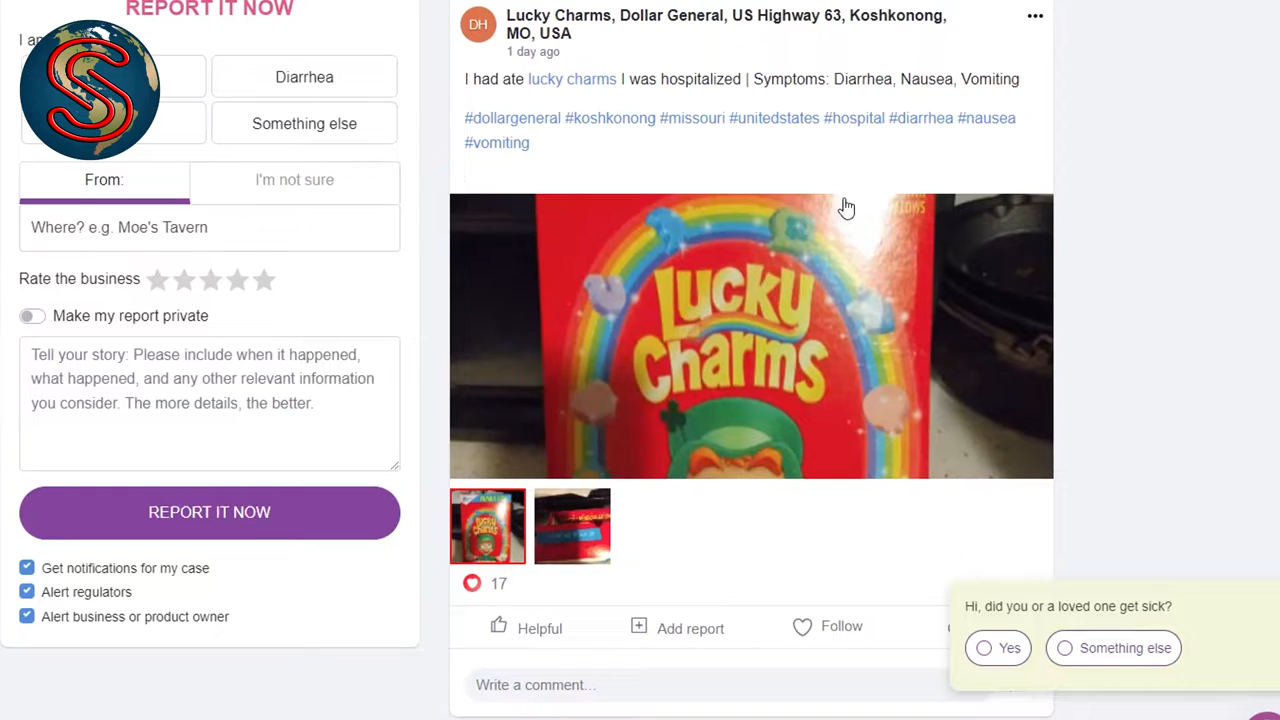 REPORT IT NOW
I a
Diarrhea
Something else
From:
I'm not sure
Where? e.g. Moe's Tavern
Rate the business
Make my report private
Tell your story: Please include when it happened,
what happened, and any other relevant information
you consider. The more details, the better.
REPORT IT NOW
Get notifications for my case
Alert regulators
Alert business or product owner
S
DH
Lucky Charms, Dollar General, US Highway 63, Koshkonong,
MO, USA
1 day ago
I had ate lucky charms I was hospitalized | Symptoms: Diarrhea, Nausea, Vomiting
#dollargeneral #koshkonong #missouri #unitedstates #hospital #diarrhea #nausea
#vomiting
Lucky
Charms
Lucky
Charms
17
Helpful
Add report
Follow
Write a comment...
Hi, did you or a loved one get sick?
Yes
Something else